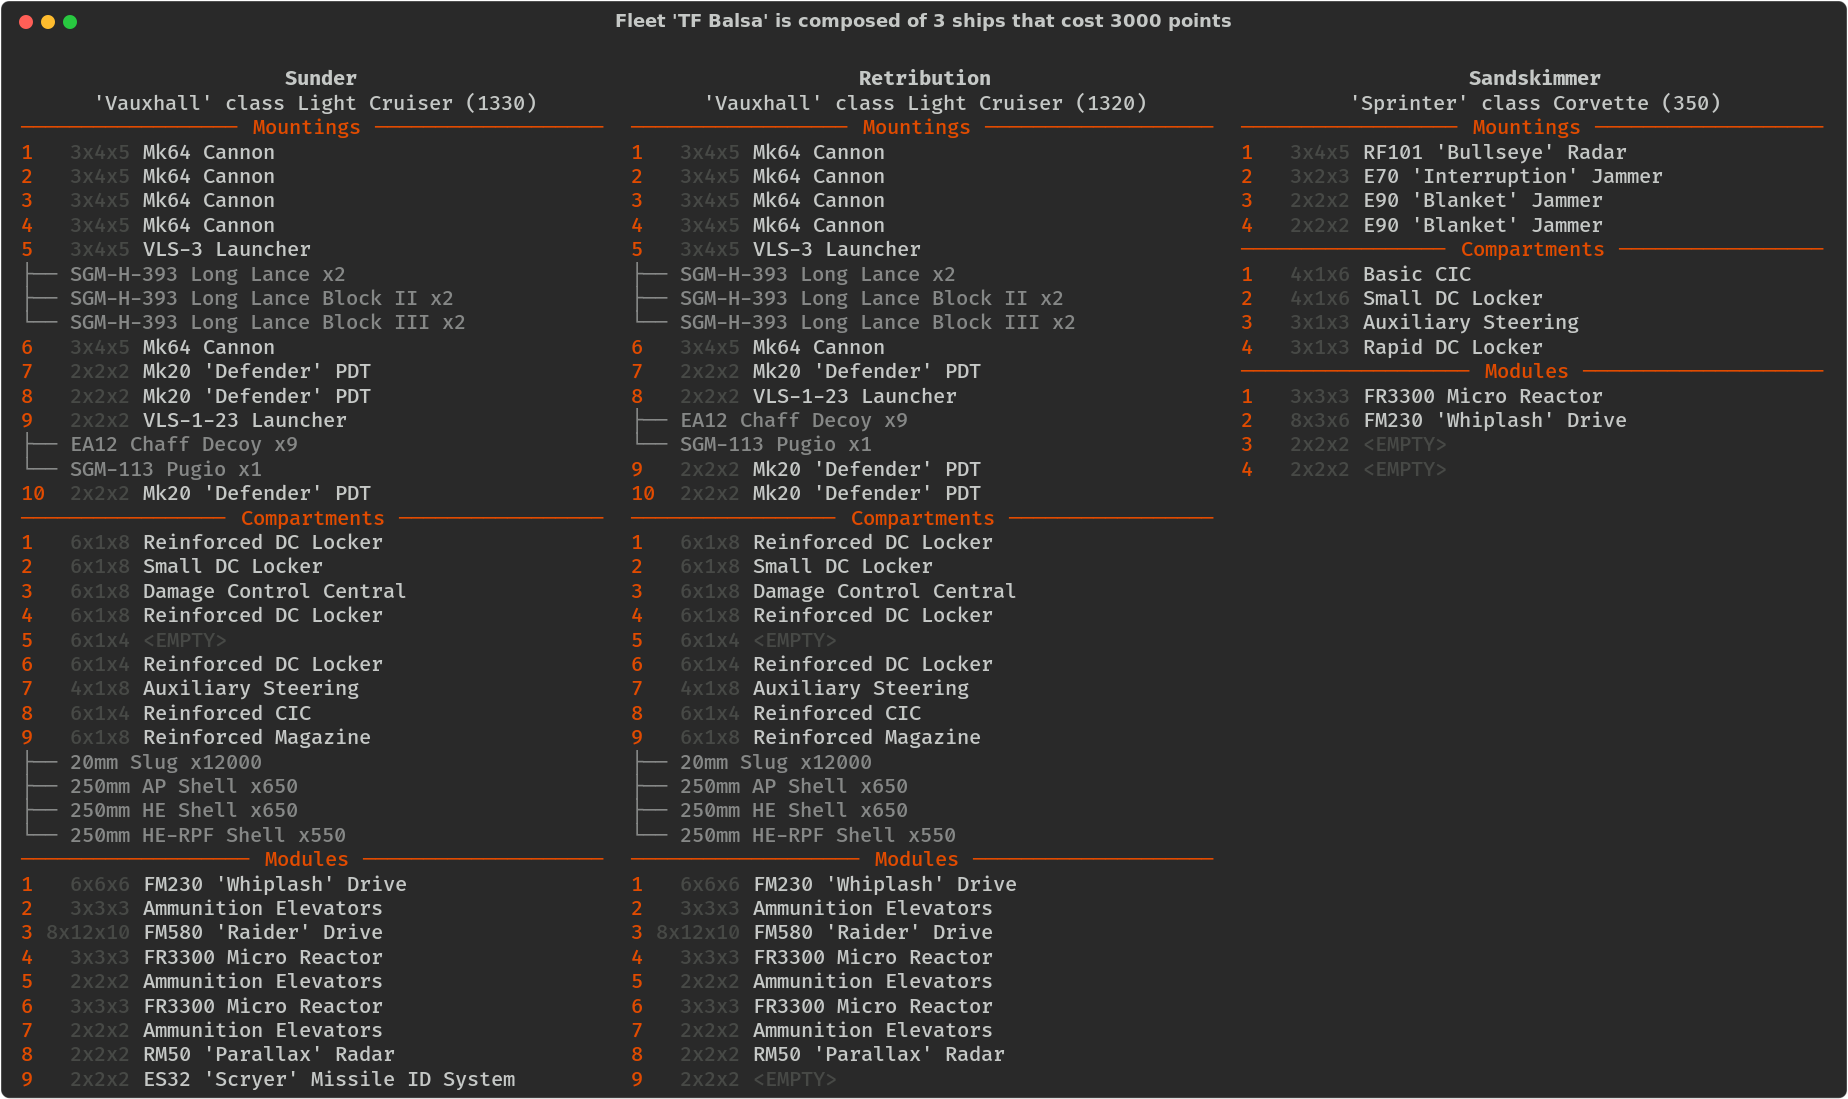 Fleet 'TF Balsa' is composed of 3 ships that cost 3000 points
Sunder
'Vauxhall' class Light Cruiser (1330)
Mountings
1 3x4x5 Mk64 Cannon
2 3x4x5 Mk64 Cannon
3 3x4x5 Mk64 Cannon
4 3x4x5 Mk64 Cannon
5 3x4x5 VLS-3 Launcher
SGM-H-393 Long Lance x2
SGM-H-393 Long Lance Block II x2
SGM-H-393 Long Lance Block III x2
6 3x4x5 Mk64 Cannon
7 2x2x2 Mk20 'Defender' PDT
8 2x2x2 Mk20 'Defender' PDT
9 2x2x2 VLS-1-23 Launcher
EA12 Chaff Decoy x9
SGM-113 Pugio x1
10 2x2x2 Mk20 'Defender' PDT
Compartments
1 6x1x8 Reinforced DC Locker
2 6x1x8 Small DC Locker
3 6x1x8 Damage Control Central
4 6x1x8 Reinforced DC Locker
5 6x1x4 <EMPTY>
6 6x1x4 Reinforced DC Locker
7 4x1x8 Auxiliary Steering
8 6x1x4 Reinforced CIC
9 6x1x8 Reinforced Magazine
20mm Slug x12000
250mm AP Shell x650
250mm HE Shell x650
250mm HE-RPF Shell x550
Modules
1 6x6x6 FM230 'Whiplash' Drive
2 3x3x3 Ammunition Elevators
3 8x12x10 FM580 'Raider' Drive
4 3x3x3 FR3300 Micro Reactor
5 2x2x2 Ammunition Elevators
6 3x3x3 FR3300 Micro Reactor
7 2x2x2 Ammunition Elevators
8 2x2x2 RM50 'Parallax' Radar
9 2x2x2 ES32 'Scryer' Missile ID System
Retribution
'Vauxhall' class Light Cruiser (1320)
Mountings
1 3x4x5 Mk64 Cannon
2 3x4x5 Mk64 Cannon
3 3x4x5 Mk64 Cannon
4 3x4x5 Mk64 Cannon
5 3x4x5 VLS-3 Launcher
SGM-H-393 Long Lance x2
SGM-H-393 Long Lance Block II x2
SGM-H-393 Long Lance Block III x2
6 3x4x5 Mk64 Cannon
7 2x2x2 Mk20 'Defender' PDT
8 2x2x2 VLS-1-23 Launcher
EA12 Chaff Decoy x9
SGM-113 Pugio x1
9 2x2x2 Mk20 'Defender' PDT
10 2x2x2 Mk20 'Defender' PDT
Compartments
1 6x1x8 Reinforced DC Locker
2 6x1x8 Small DC Locker
3 6x1x8 Damage Control Central
4 6x1x8 Reinforced DC Locker
5 6x1x4 <EMPTY>
6 6x1x4 Reinforced DC Locker
7 4x1x8 Auxiliary Steering
8 6x1x4 Reinforced CIC
9 6x1x8 Reinforced Magazine
20mm Slug x12000
250mm AP Shell x650
250mm HE Shell x650
250mm HE-RPF Shell x550
Modules
1 6x6x6 FM230 'Whiplash' Drive
2 3x3x3 Ammunition Elevators
3 8x12x10 FM580 'Raider' Drive
4 3x3x3 FR3300 Micro Reactor
5 2x2x2 Ammunition Elevators
6 3x3x3 FR3300 Micro Reactor
7 2x2x2 Ammunition Elevators
8 2x2x2 RM50 'Parallax' Radar
9 2x2x2 <EMPTY>
Sandskimmer
'Sprinter' class Corvette (350)
Mountings
1 3x4x5 RF101 'Bullseye' Radar
2 3x2x3 E70 'Interruption' Jammer
3 2x2x2 E90 'Blanket' Jammer
4 2x2x2 E90 'Blanket' Jammer
Compartments
1 4x1x6 Basic CIC
2 4x1x6 Small DC Locker
3 3x1x3 Auxiliary Steering
4 3x1x3 Rapid DC Locker
Modules
1 3x3x3 FR3300 Micro Reactor
2 8x3x6 FM230 'Whiplash' Drive
3 2x2x2 <EMPTY>
4 2x2x2 <EMPTY>